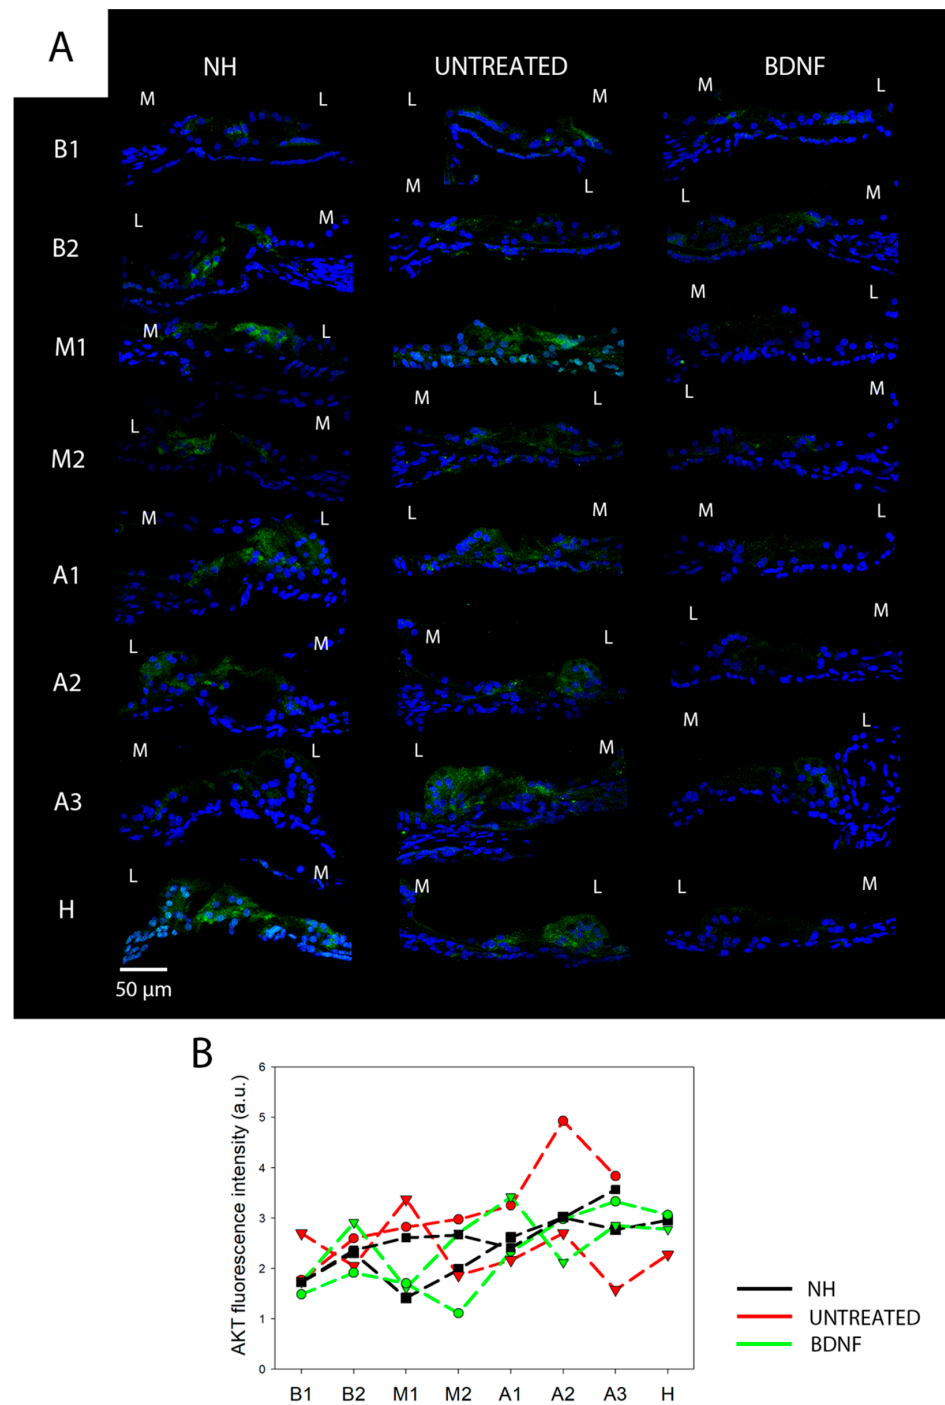 A
NH UNTREATED BDNF
M L L M M L
B1
M L
L M L M
B2
M L
M L
M1
M L L M
L M
M2
L M M L
M L
A1
L M
L M M L
A2
M L
M L L M
A3
L M M L L M
H
50 μm
B
AKT fluorescence intensity (a.u.)
6
5
4
3
2
1
0
B1 B2 M1 M2 A1 A2 A3 H
NH
UNTREATED
BDNF